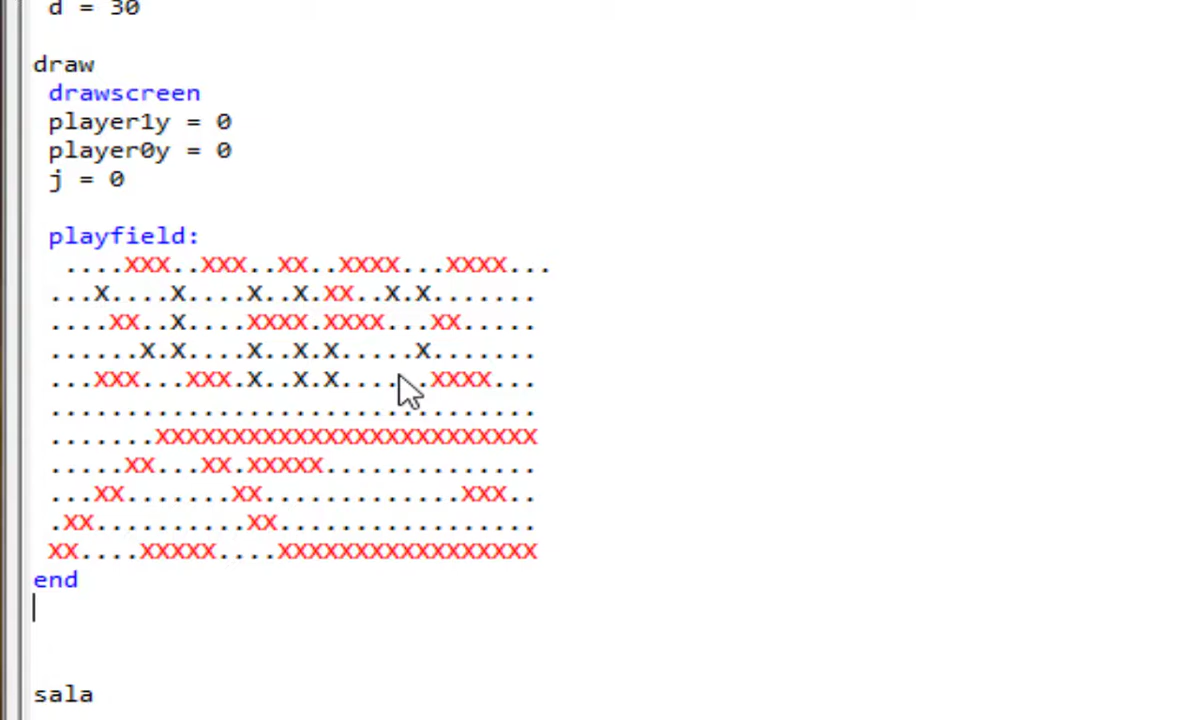 d = 30
draw
drawscreen
player1y = 0
player0y = 0
j = 0
playfield:
....XXX..XXX..XX..XXXX...XXXX...
...X....X....X..X.XX..X.X.......
....XX..X....XXXX.XXXX...XX.....
......X.X....X..X.X.....X.......
...XXX...XXX.X..X.X......XXXX...
................................
.......XXXXXXXXXXXXXXXXXXXXXXXXX
.....XX...XX.XXXXX..............
...XX.......XX.............XXX..
.XX..........XX.................
XX....XXXXX....XXXXXXXXXXXXXXXXX
end
sala